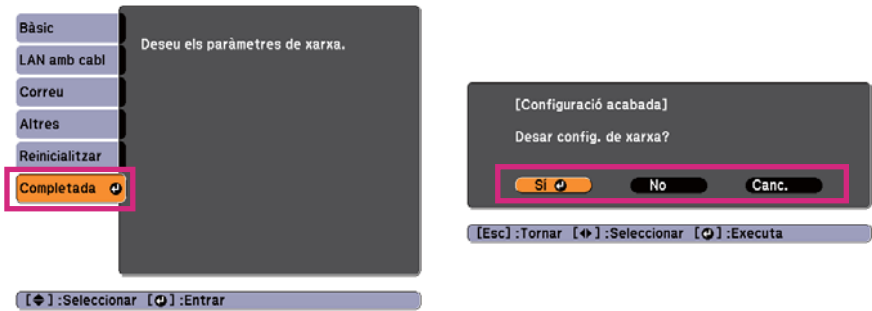 Bàsic
LAN amb cabl
Correu
Altres
Reinicialitzar
Completada
Deseu els paràmetres de xarxa.
[ ]:Seleccionar [ ]:Entrar
[Configuració acabada]
Desar config. de xarxa?
Sí No Canc.
[Esc]:Tornar [ ]:Seleccionar [ ]:Executa